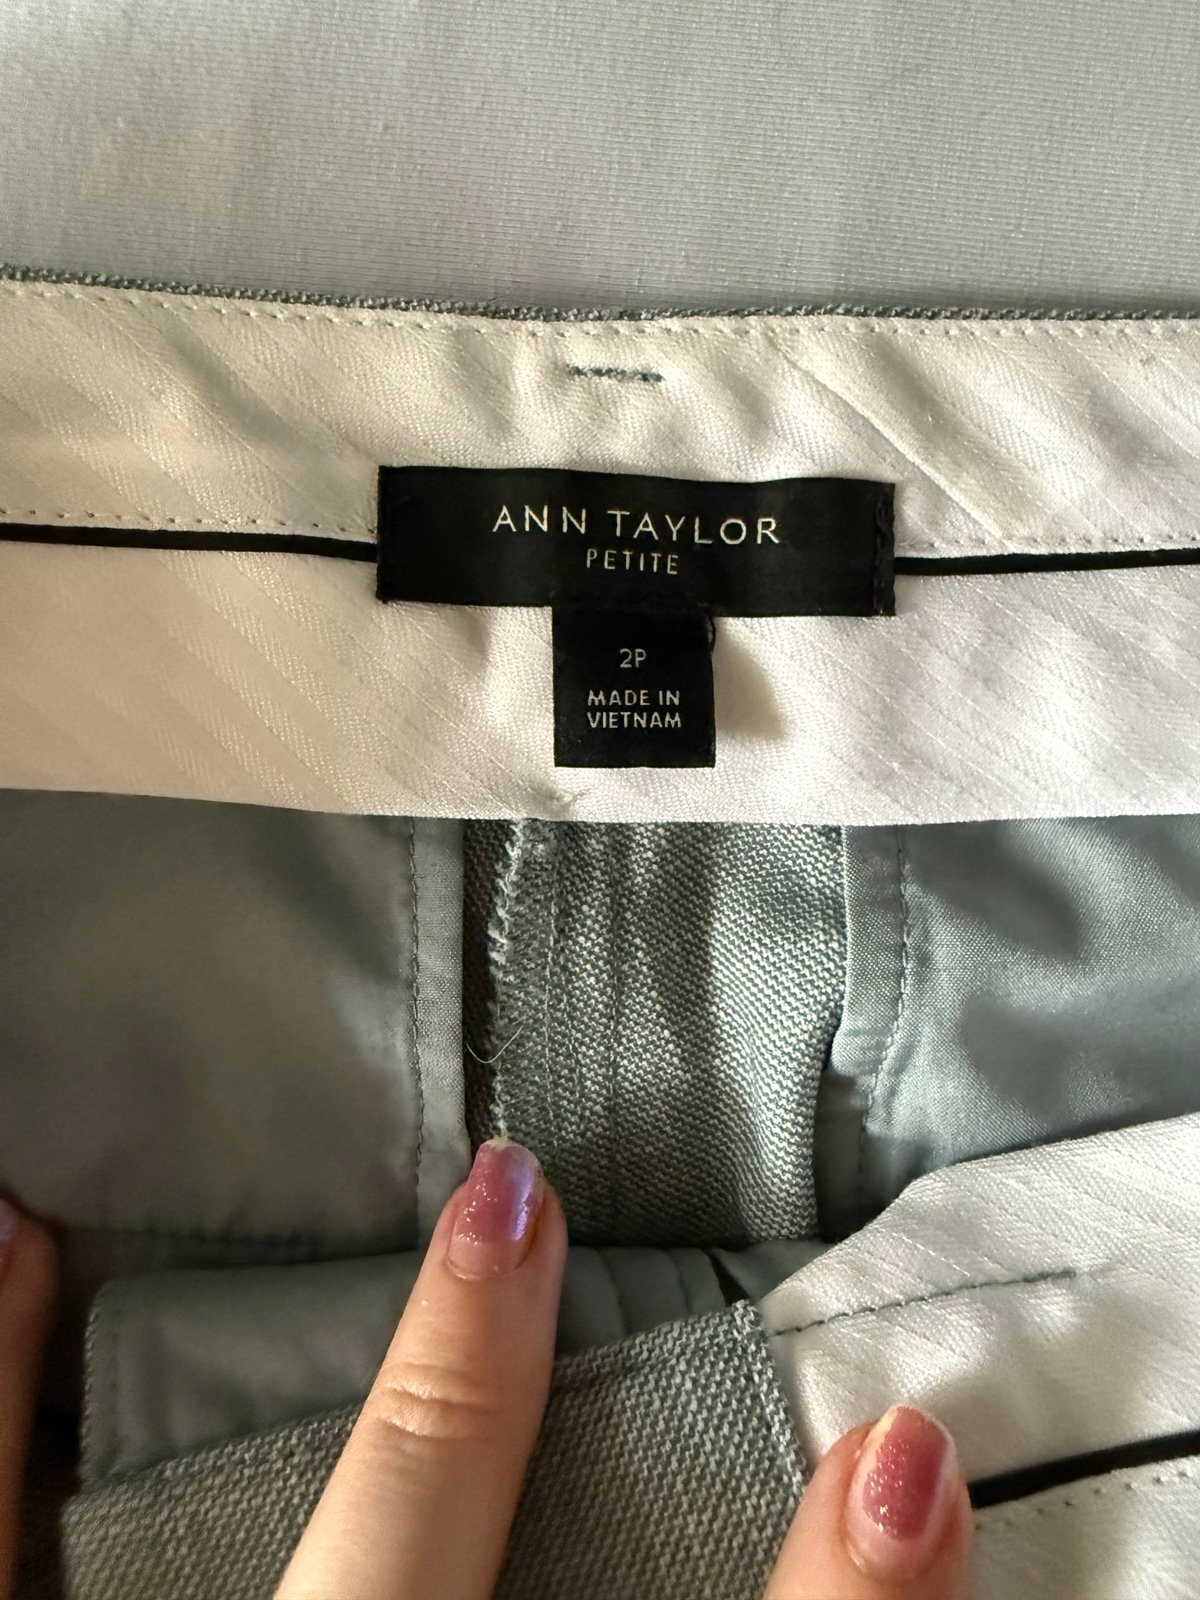 ANN TAYLOR
PETITE
2P
MADE IN
VIETNAM